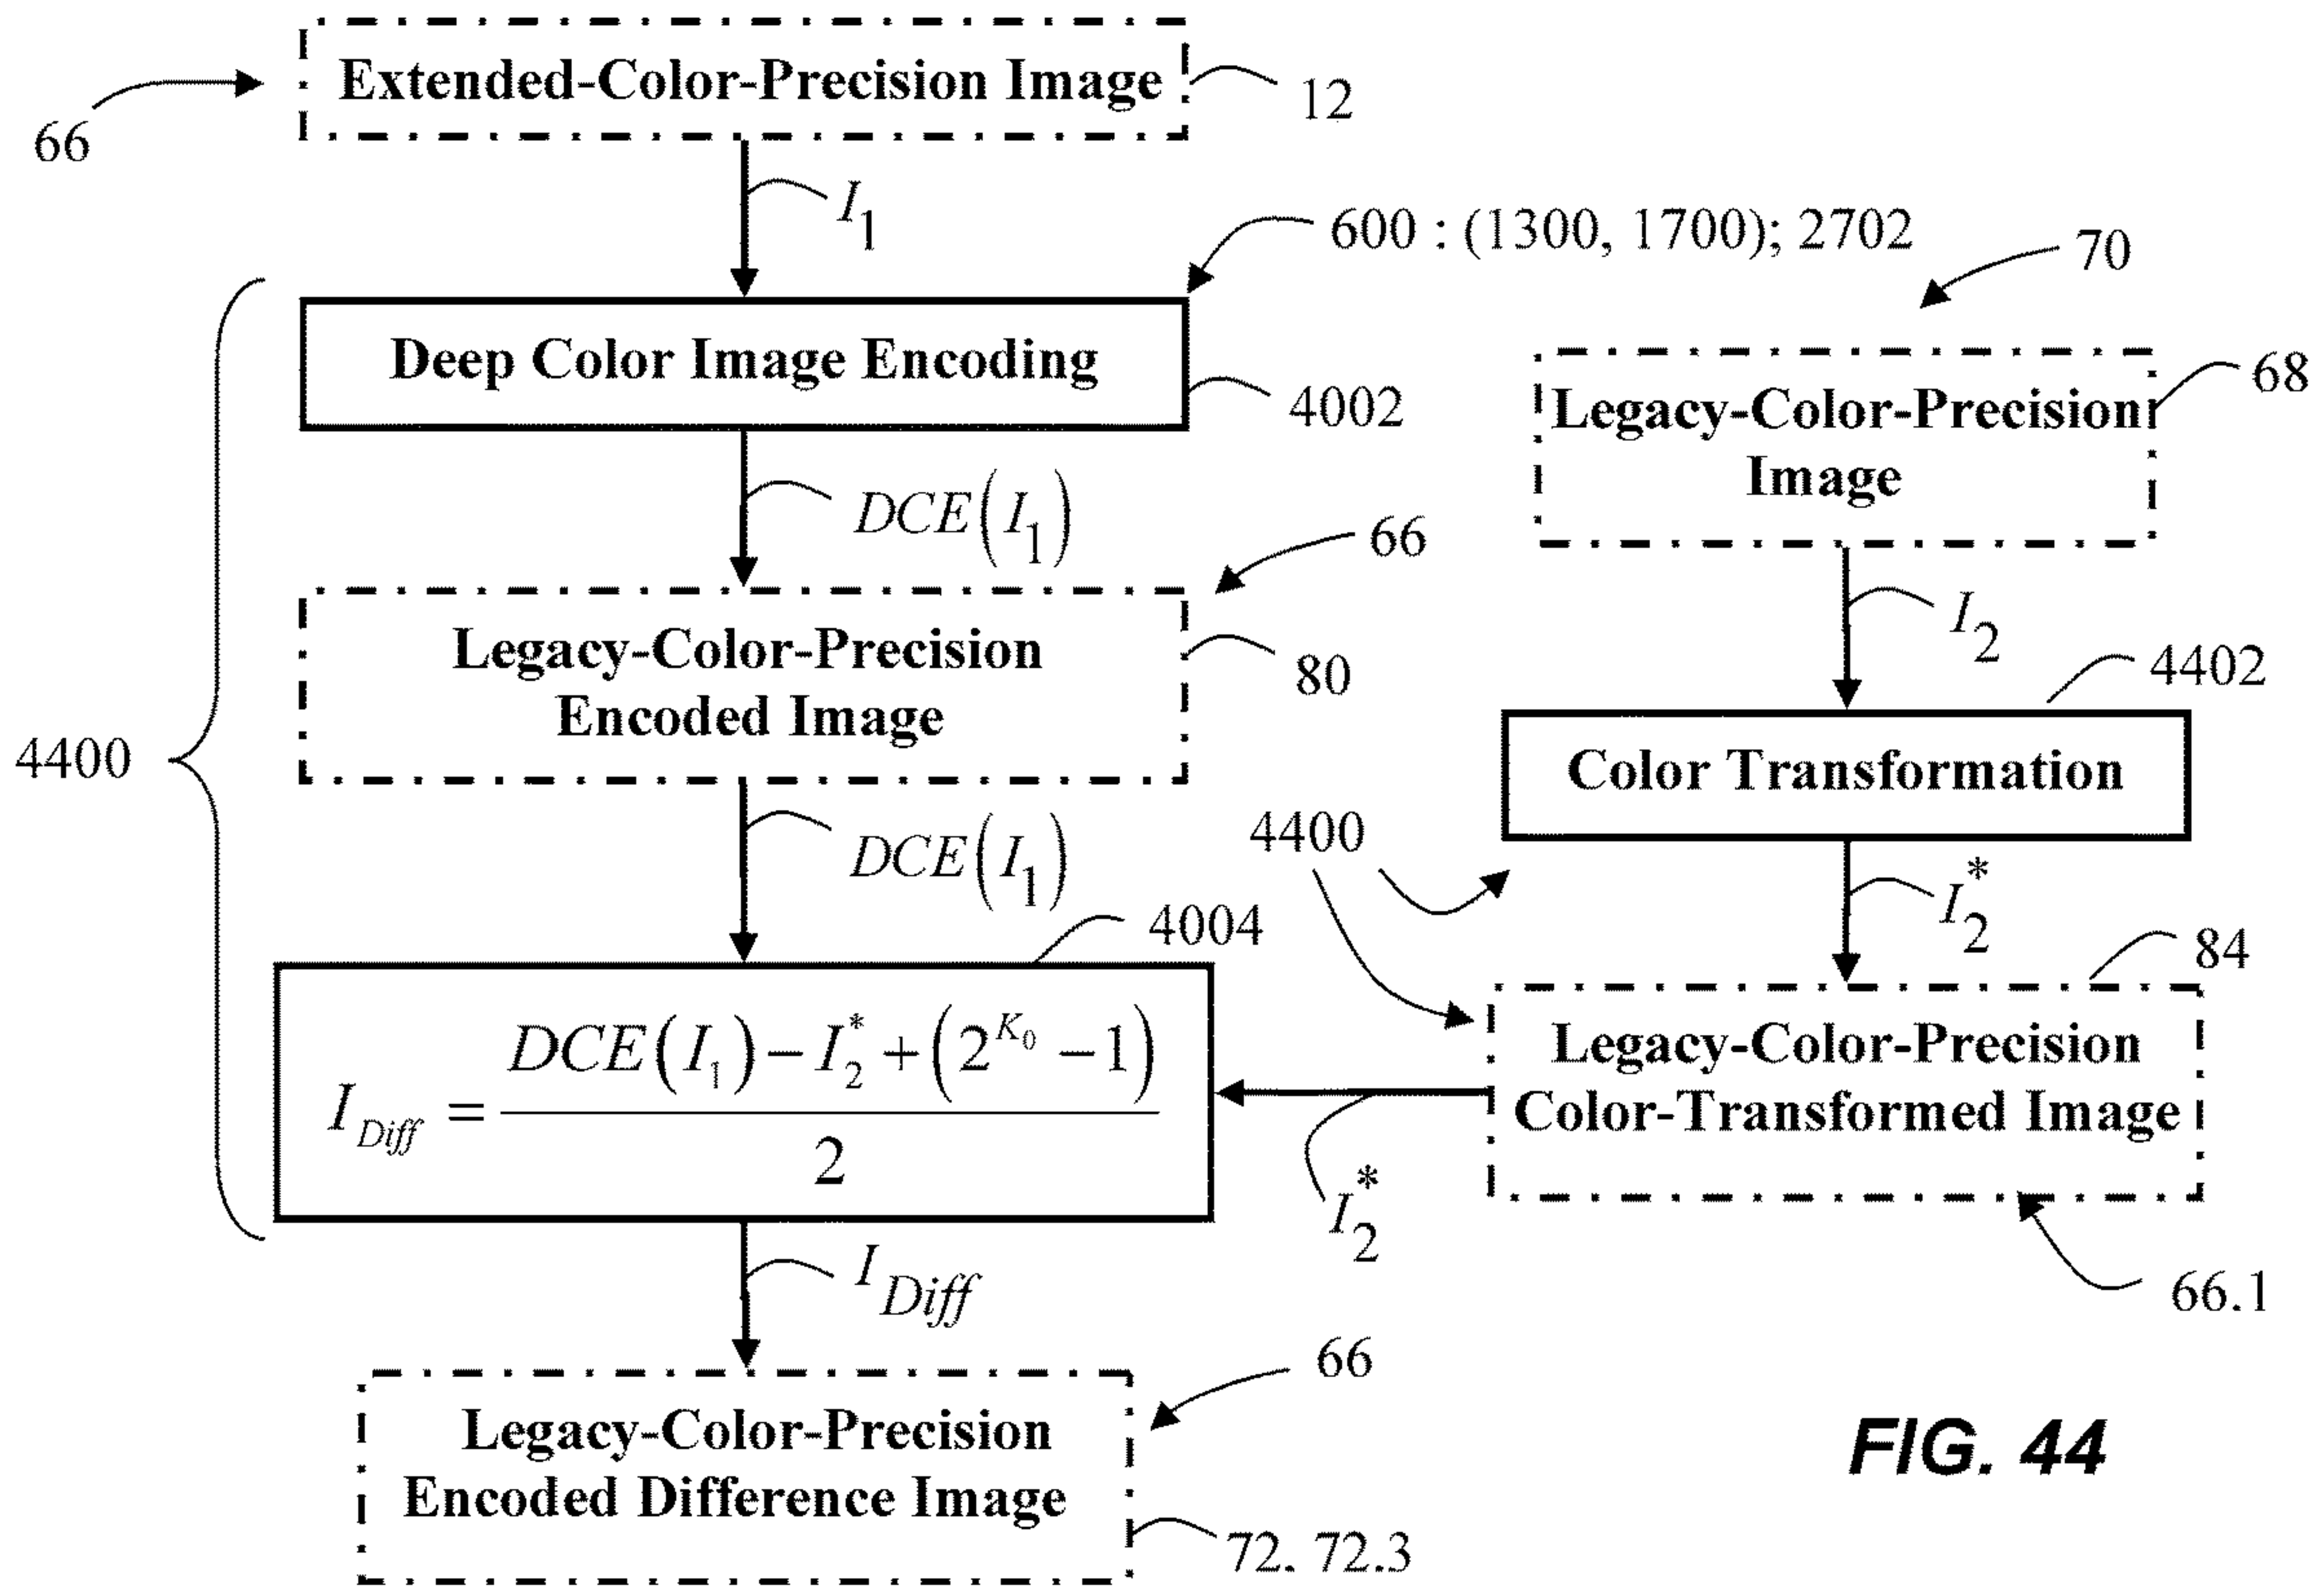 Extended-Color-Precision Image
12
66
I1
600 : (1300, 1700); 2702
70
Deep Color Image Encoding
4002
Legacy-Color-Precision
Image
68
DCE(I1)
66
I2
Legacy-Color-Precision
Encoded Image
80
4402
Color Transformation
4400
DCE(I1)
4400
I2*
4004
84
IDiff = (DCE(I1) − I2* + (2^K0 − 1)) / 2
Legacy-Color-Precision
Color-Transformed Image
I2*
66.1
IDiff
66
Legacy-Color-Precision
Encoded Difference Image
72, 72.3
FIG. 44